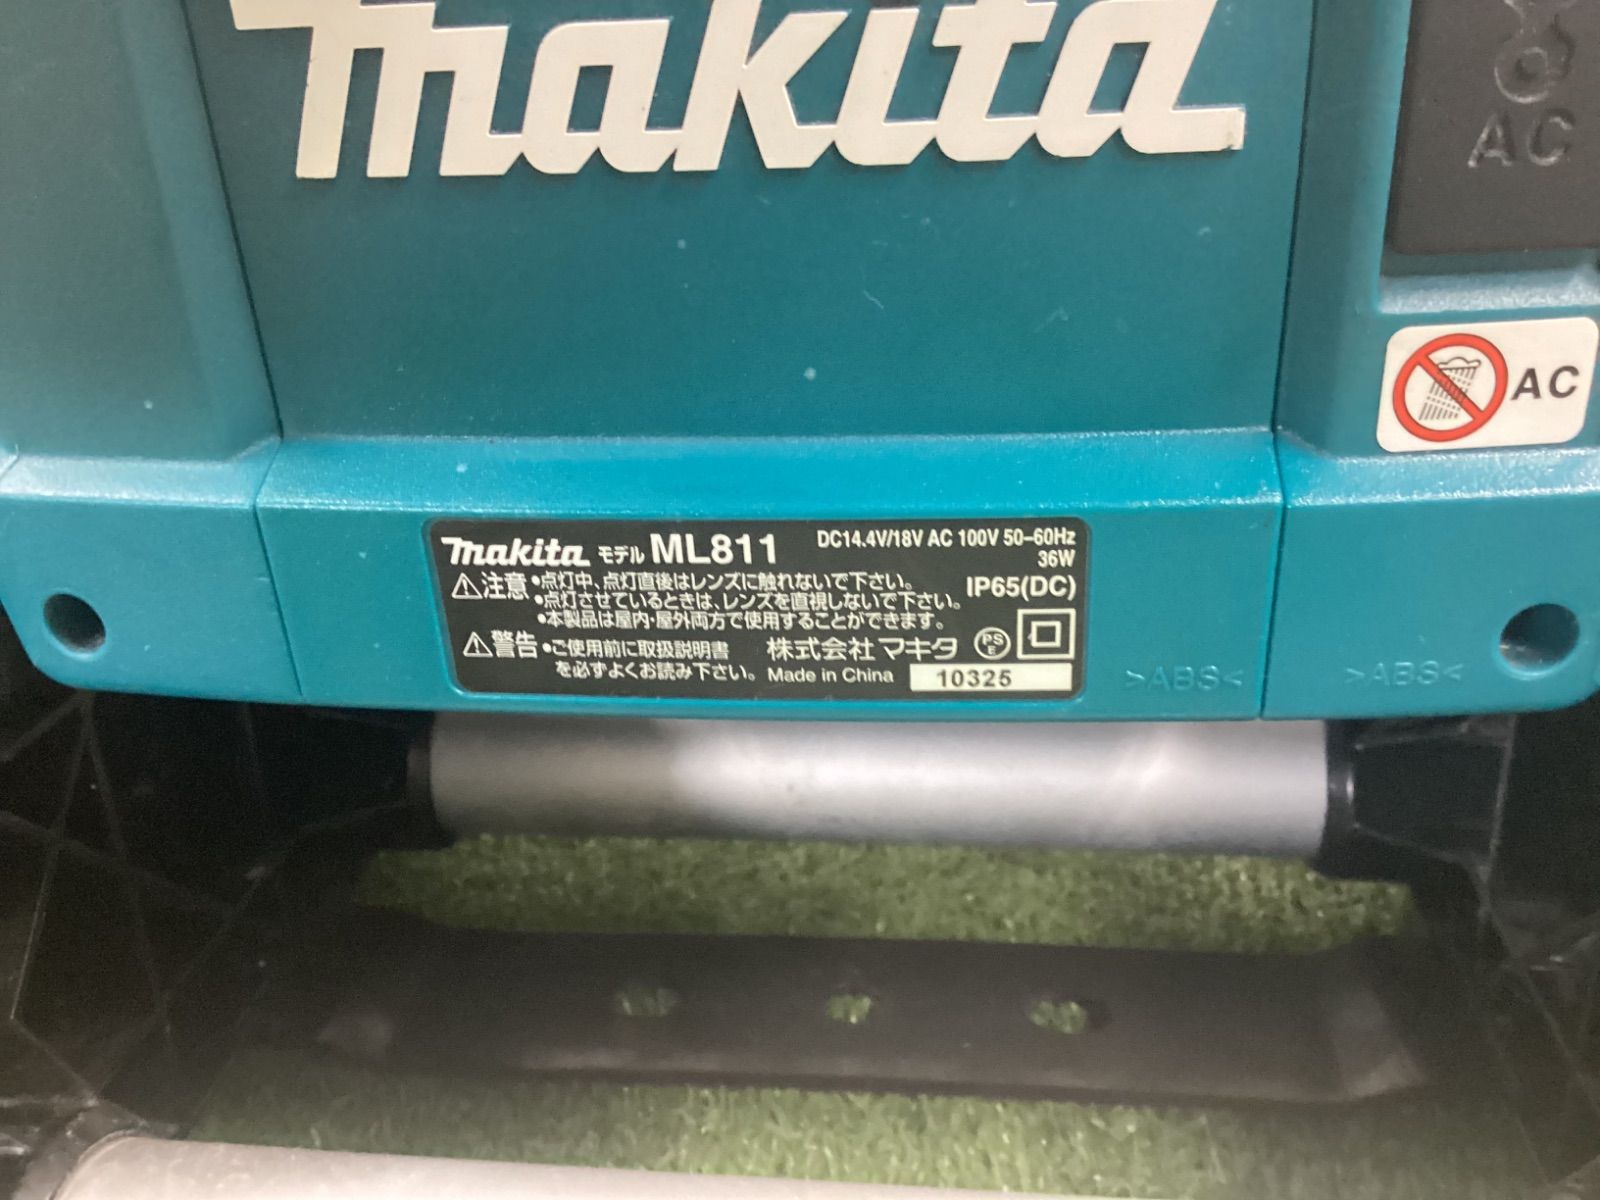 makita
AC
AC
makita モデル ML811 DC14.4V/18V AC 100V 50-60Hz
36W
⚠注意 •点灯中、点灯直後はレンズに触れないで下さい。 IP65(DC)
•点灯させているときは、レンズを直視しないで下さい。
•本製品は屋内・屋外両方で使用することができます。
⚠警告 •ご使用前に取扱説明書 株式会社マキタ PSE
を必ずよくお読み下さい。 Made in China 10325
>ABS< >ABS<